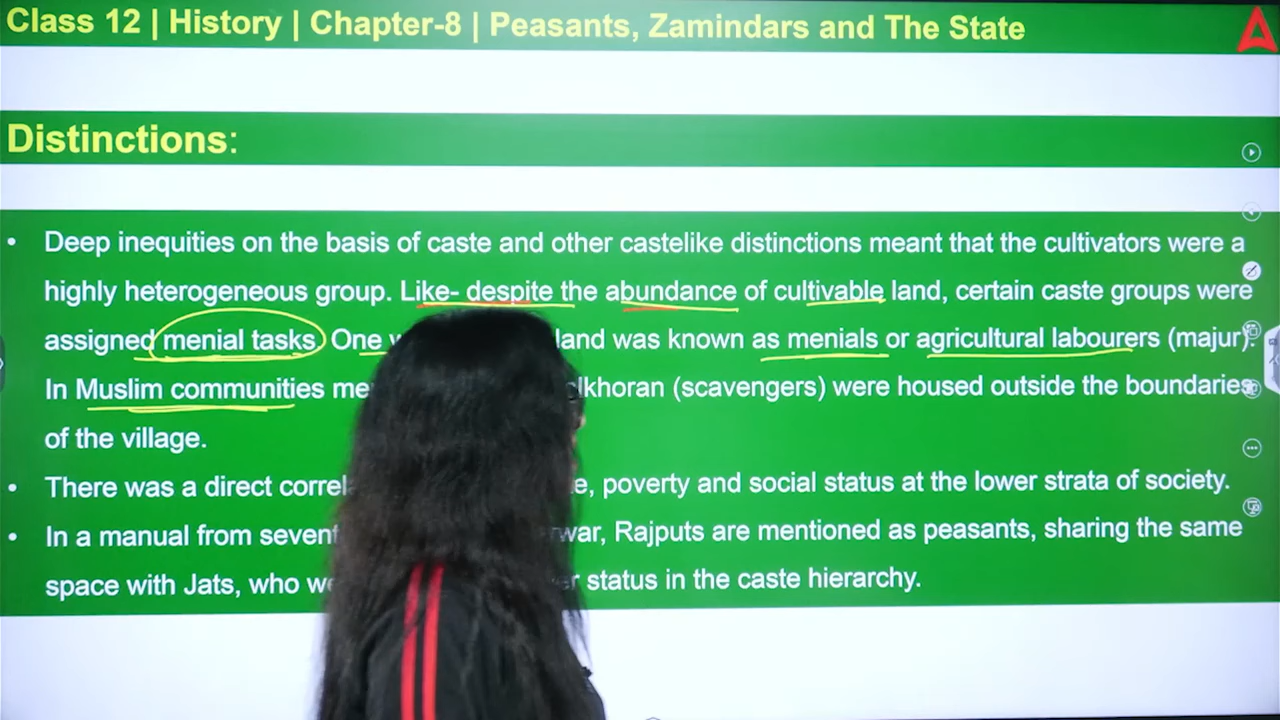 Class 12 | History | Chapter-8 | Peasants, Zamindars and The State
Distinctions:
• Deep inequities on the basis of caste and other castelike distinctions meant that the cultivators were a
highly heterogeneous group. Like- despite the abundance of cultivable land, certain caste groups were
assigned menial tasks. One land was known as menials or agricultural labourers (majur).
In Muslim communities (scavengers) were housed outside the boundaries
of the village.
• There was a direct poverty and social status at the lower strata of society.
• In a manual from Rajputs are mentioned as peasants, sharing the same
space with Jats, who status in the caste hierarchy.